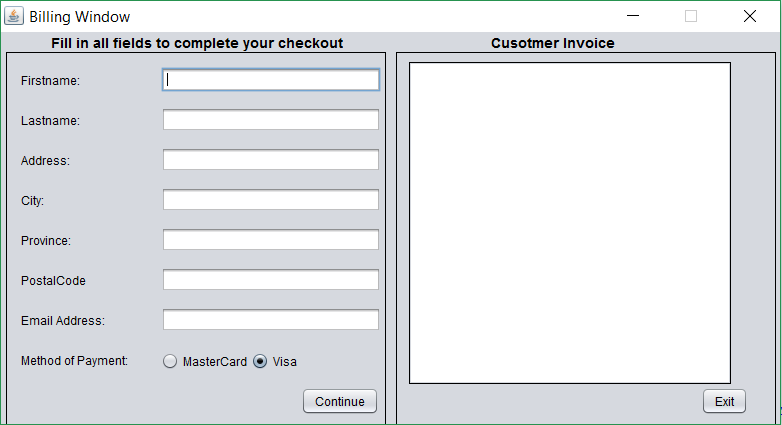 Billing Window
Fill in all fields to complete your checkout
Cusotmer Invoice
Firstname:
Lastname:
Address:
City:
Province:
PostalCode
Email Address:
Method of Payment: MasterCard Visa
Continue
Exit